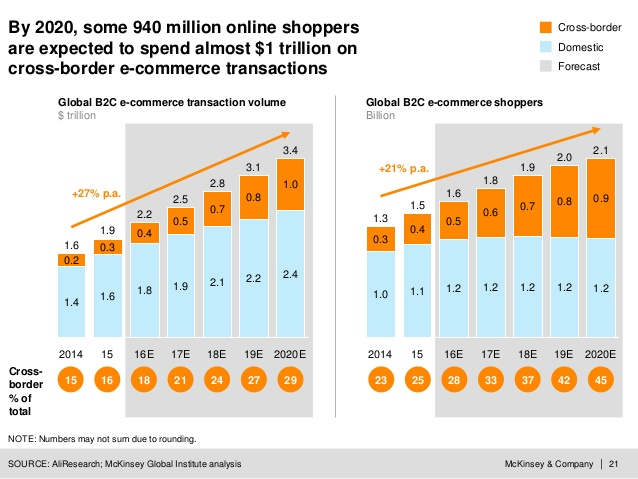 By 2020, some 940 million online shoppers
are expected to spend almost $1 trillion on
cross-border e-commerce transactions
Cross-border
Domestic
Forecast
Global B2C e-commerce transaction volume
$ trillion
+27% p.a.
1.6
1.9
2.2
2.5
2.8
3.1
3.4
0.2
0.3
0.4
0.5
0.7
0.8
1.0
1.4
1.6
1.8
1.9
2.1
2.2
2.4
2014 15 16E 17E 18E 19E 2020E
Cross-
border
% of
total
15 16 18 21 24 27 29
Global B2C e-commerce shoppers
Billion
+21% p.a.
1.3
1.5
1.6
1.8
1.9
2.0
2.1
0.3
0.4
0.5
0.6
0.7
0.8
0.9
1.0
1.1
1.2
1.2
1.2
1.2
1.2
2014 15 16E 17E 18E 19E 2020E
23 25 28 33 37 42 45
NOTE: Numbers may not sum due to rounding.
SOURCE: AliResearch; McKinsey Global Institute analysis
McKinsey & Company | 21